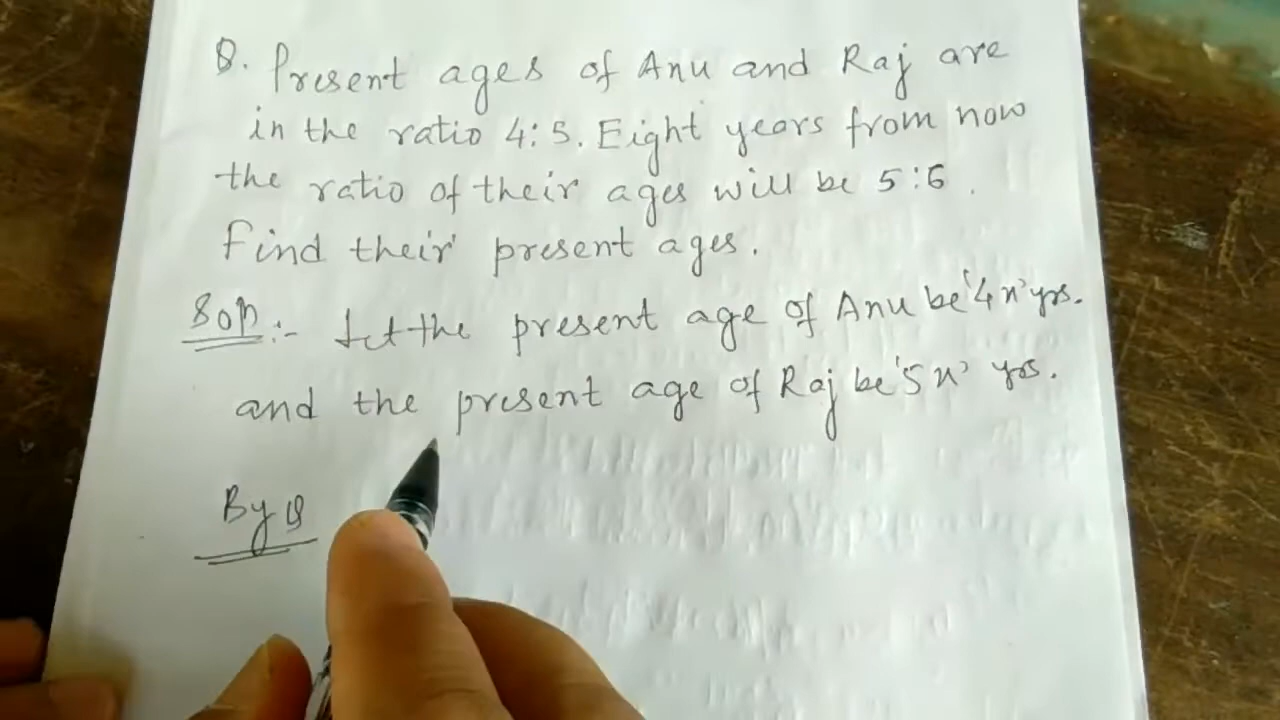 Q. Present ages of Anu and Raj are
in the ratio 4:5. Eight years from now
the ratio of their ages will be 5:6.
Find their present ages.
Soln:- Let the present age of Anu be '4x' yrs.
and the present age of Raj be '5x' yrs.
By Q